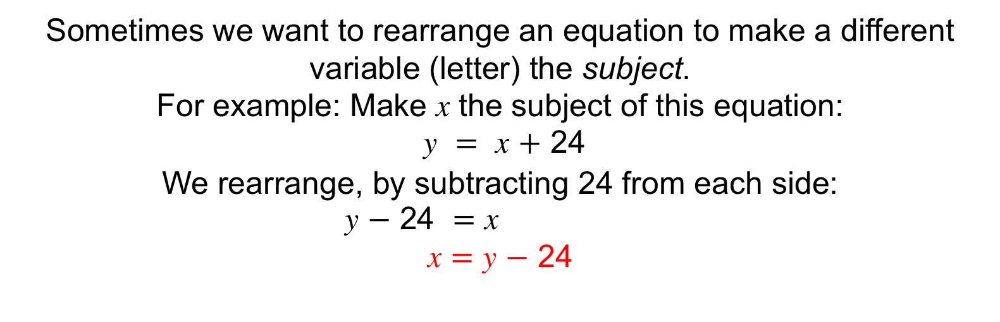 Sometimes we want to rearrange an equation to make a different
variable (letter) the subject.
For example: Make x the subject of this equation:
y = x + 24
We rearrange, by subtracting 24 from each side:
y − 24 = x
x = y − 24